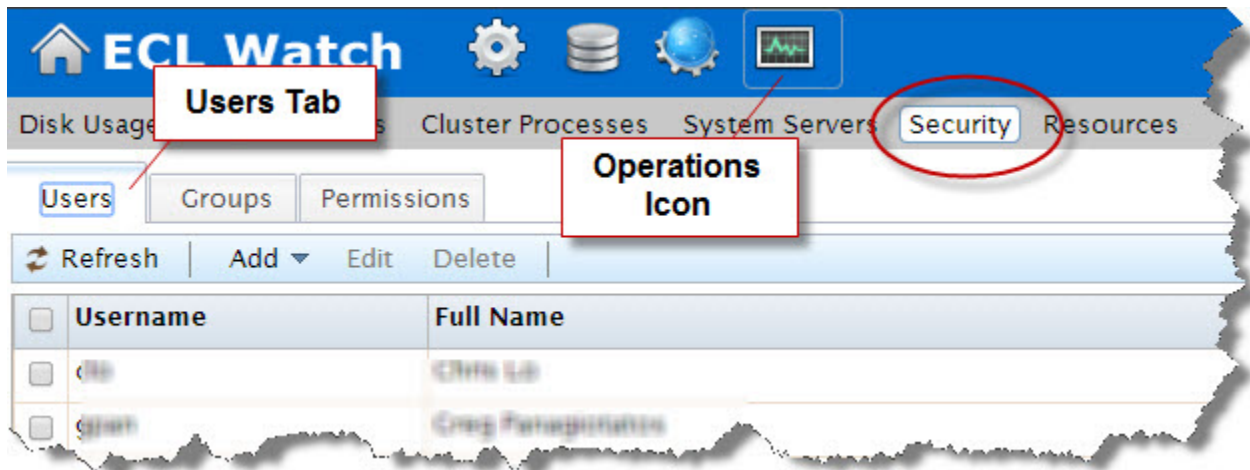 ECL Watch
Users Tab
Disk Usage
Cluster Processes
System Servers
Security
Resources
Operations
Icon
Users
Groups
Permissions
Refresh
Add
Edit
Delete
Username
Full Name